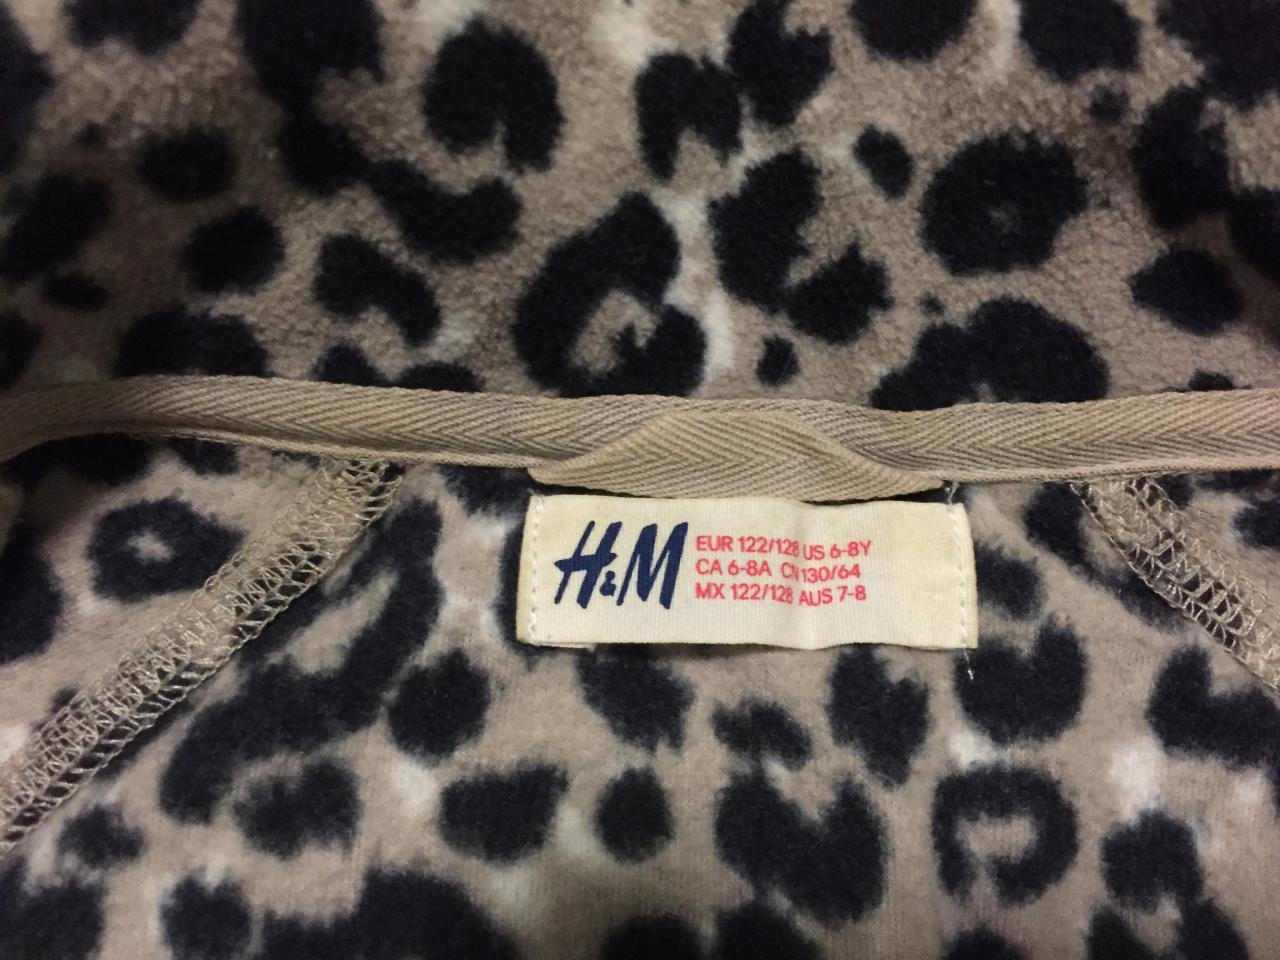 H&M
EUR 122/128 US 6-8Y
CA 6-8A CN 130/64
MX 122/128 AUS 7-8